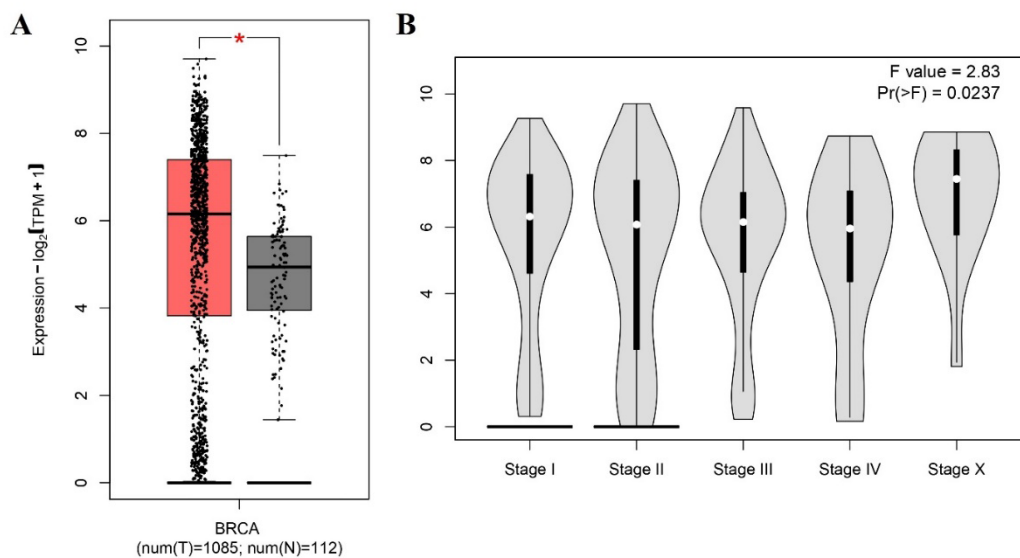 A
*
10
8
6
4
2
0
Expression − log₂(TPM + 1)
BRCA
(num(T)=1085; num(N)=112)
B
F value = 2.83
Pr(>F) = 0.0237
10
8
6
4
2
0
Stage I
Stage II
Stage III
Stage IV
Stage X